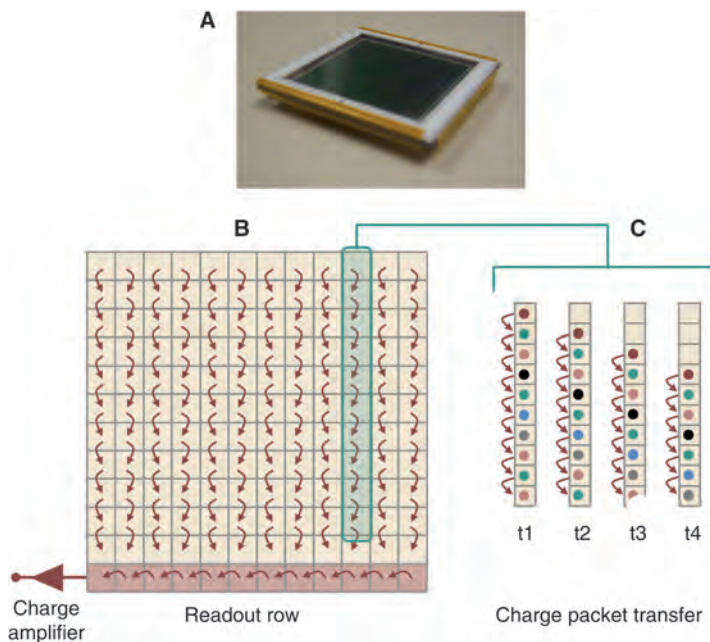 A
B
C
t1 t2 t3 t4
Charge
amplifier
Readout row
Charge packet transfer